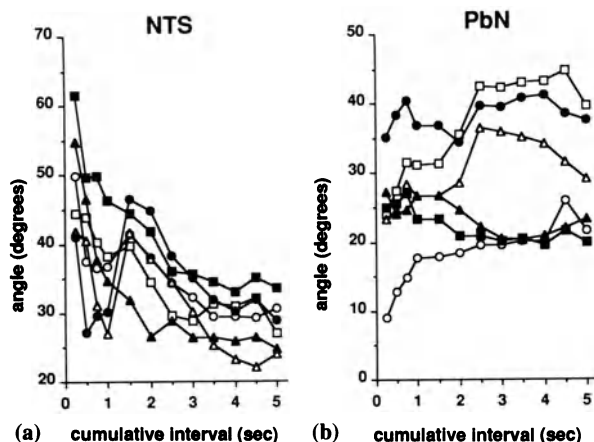 NTS
angle (degrees)
70
60
50
40
30
20
0 1 2 3 4 5
(a) cumulative interval (sec)
PbN
angle (degrees)
50
40
30
20
10
0
0 1 2 3 4 5
(b) cumulative interval (sec)